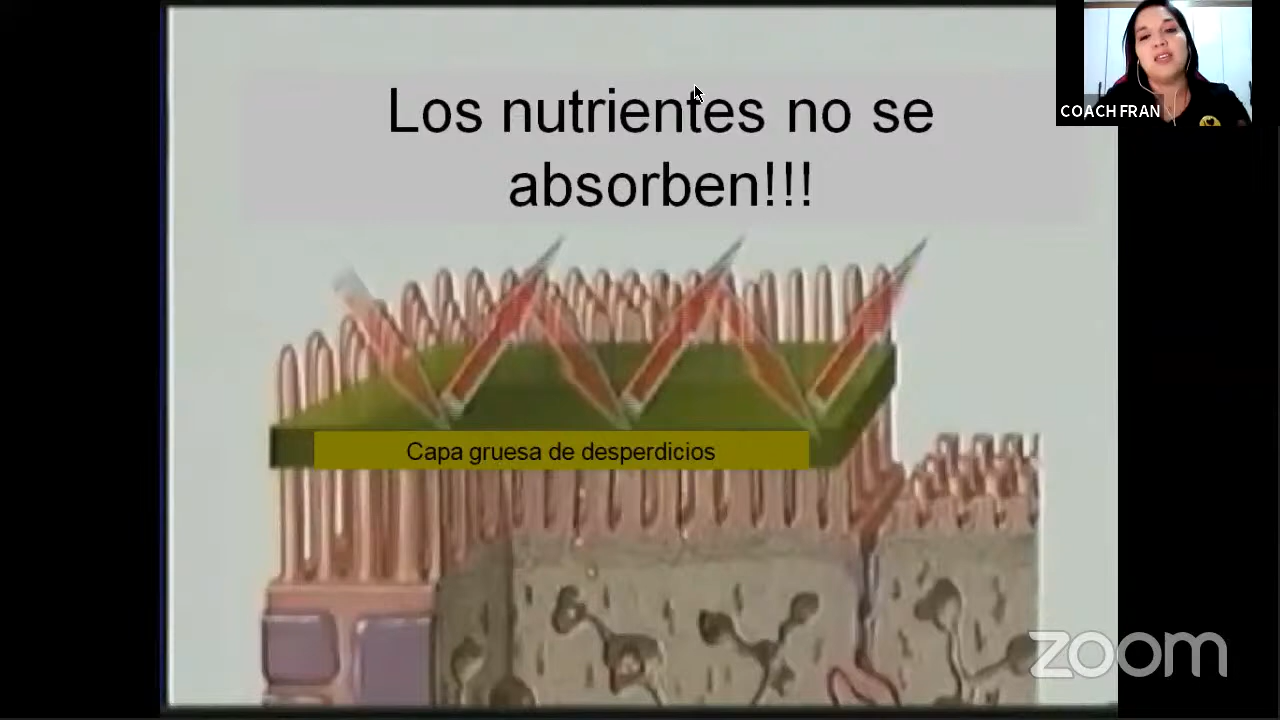 Los nutrientes no se
absorben!!!
COACH FRAN
Capa gruesa de desperdicios
zoom